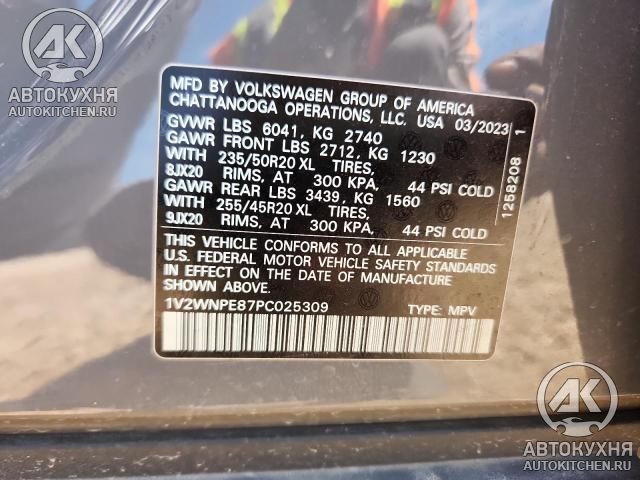 AK
АВТОКУХНЯ
AUTOKITCHEN.RU
MFD BY VOLKSWAGEN GROUP OF AMERICA
CHATTANOOGA OPERATIONS, LLC. USA 03/2023
GVWR LBS 6041, KG 2740
GAWR FRONT LBS 2712, KG 1230
WITH 235/50R20 XL TIRES,
8JX20 RIMS, AT 300 KPA, 44 PSI COLD
GAWR REAR LBS 3439, KG 1560
WITH 255/45R20 XL TIRES,
9JX20 RIMS, AT 300 KPA, 44 PSI COLD
THIS VEHICLE CONFORMS TO ALL APPLICABLE
U.S. FEDERAL MOTOR VEHICLE SAFETY STANDARDS
IN EFFECT ON THE DATE OF MANUFACTURE
SHOWN ABOVE.
1V2WNPE87PC025309 TYPE: MPV
1258208 1
AK
АВТОКУХНЯ
AUTOKITCHEN.RU